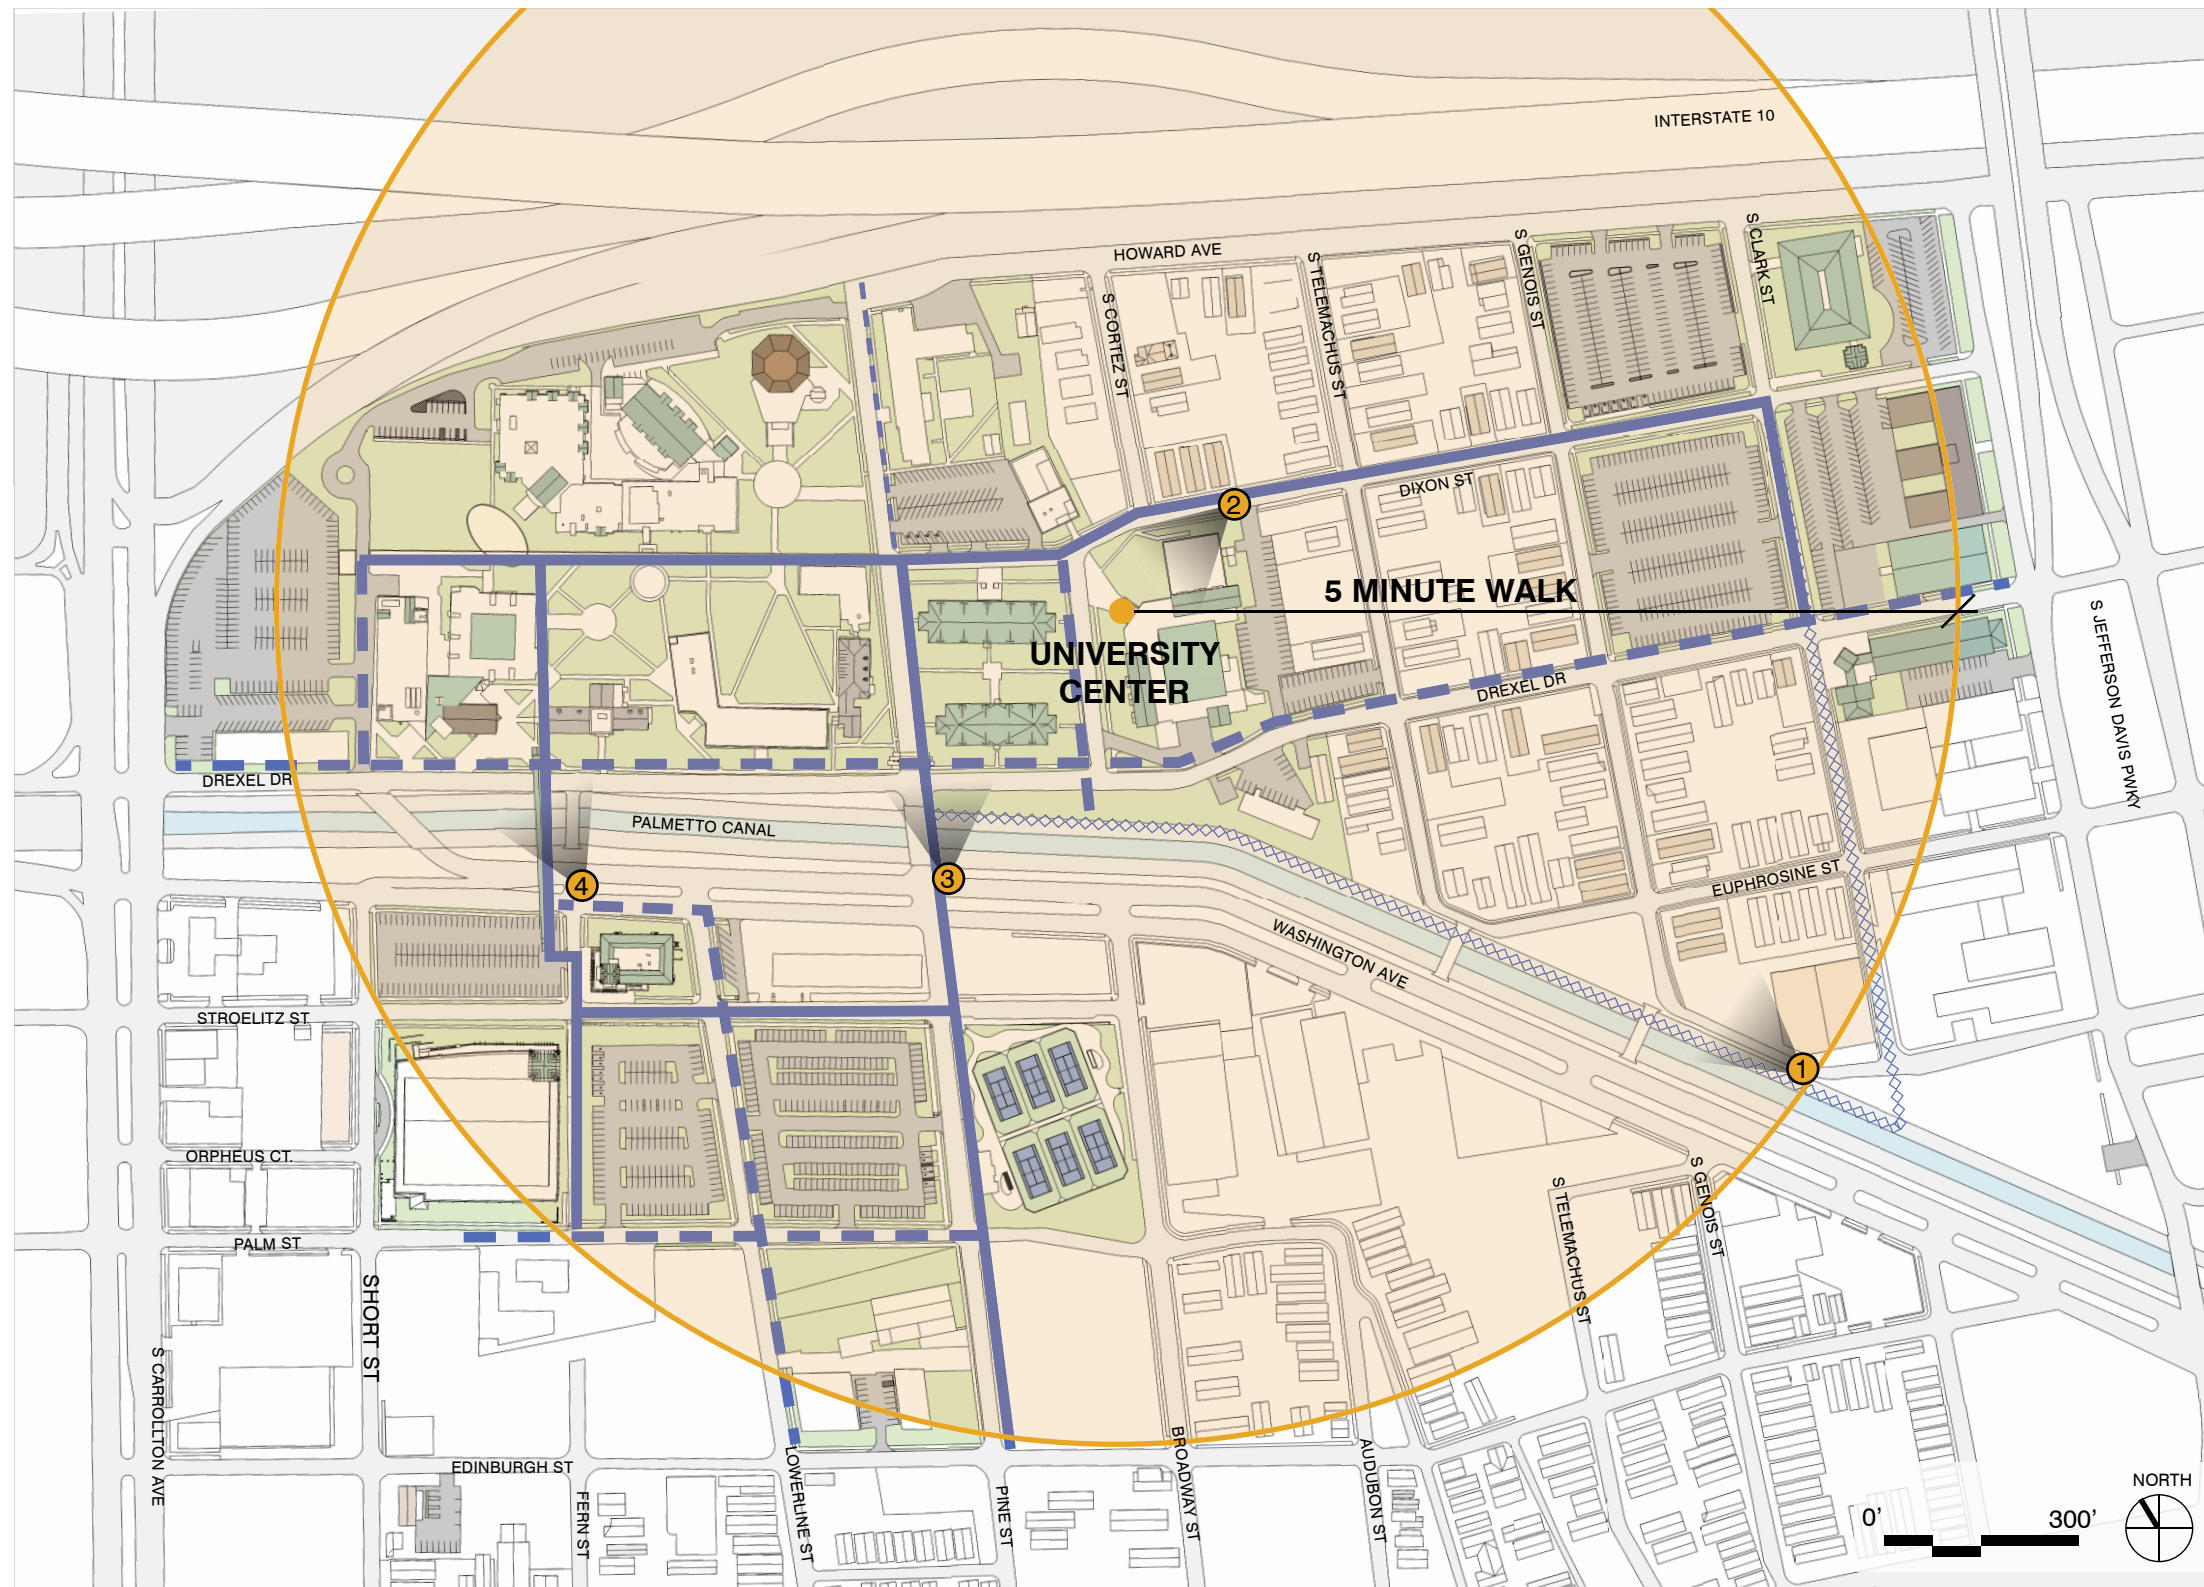 INTERSTATE 10
HOWARD AVE
S CORTEZ ST
S TELEMACHUS ST
S GENOIS ST
S CLARK ST
DIXON ST
2
5 MINUTE WALK
UNIVERSITY
CENTER
DREXEL DR
S JEFFERSON DAVIS PWKY
DREXEL DR
PALMETTO CANAL
4
3
EUPHROSINE ST
WASHINGTON AVE
1
STROELITZ ST
ORPHEUS CT.
PALM ST
SHORT ST
S CARROLLTON AVE
S TELEMACHUS ST
S GENOIS ST
EDINBURGH ST
FERN ST
LOWERLINE ST
PINE ST
BROADWAY ST
AUDUBON ST
NORTH
0' 300'